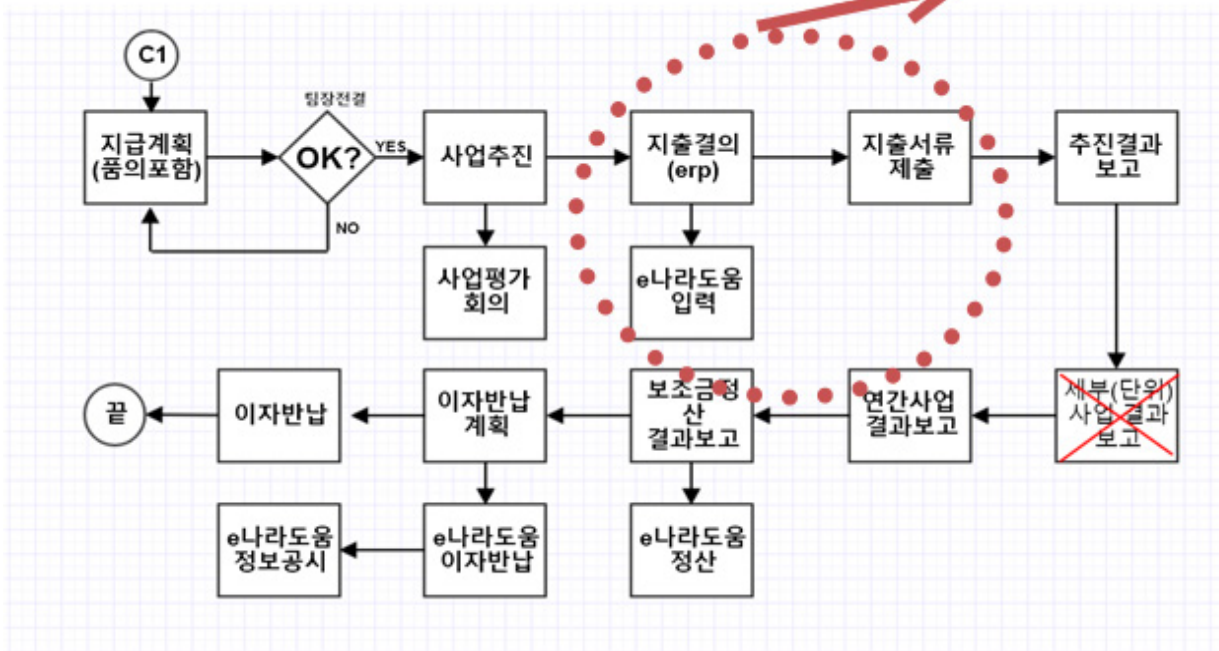 C1
팀장전결
지급계획
(품의포함)
OK?
YES
NO
사업추진
지출결의
(erp)
지출서류
제출
추진결과
보고
사업평가
회의
e나라도움
입력
끝
이자반납
이자반납
계획
보조금정
산
결과보고
연간사업
결과보고
세부(단위)
사업 결과
보고
e나라도움
정보공시
e나라도움
이자반납
e나라도움
정산